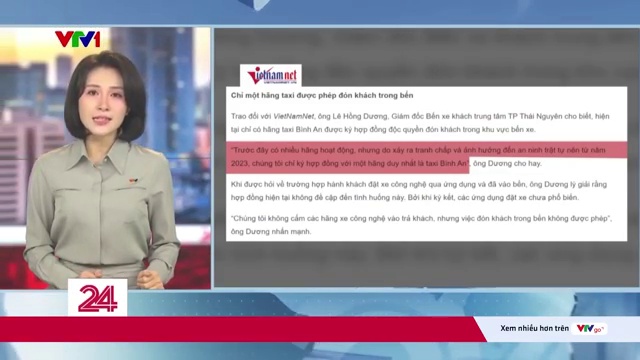 VTV1
vietnamnet
Chỉ một hãng taxi được phép đón khách trong bến
Trao đổi với VietNamNet, ông Lê Hồng Dương, Giám đốc Bến xe khách trung tâm TP Thái Nguyên cho biết, hiện
tại chỉ có hãng taxi Bình An được ký hợp đồng độc quyền đón khách trong khu vực bến xe.
“Trước đây có nhiều hãng hoạt động, nhưng do xảy ra tranh chấp và ảnh hưởng đến an ninh trật tự nên từ năm
2023, chúng tôi chỉ ký hợp đồng với một hãng duy nhất là taxi Bình An”, ông Dương cho hay.
Khi được hỏi về trường hợp hành khách đặt xe công nghệ qua ứng dụng và đã vào bến, ông Dương lý giải rằng
hợp đồng hiện tại không đề cập đến tình huống này. Bởi khi ký kết, các ứng dụng đặt xe chưa phổ biến.
“Chúng tôi không cấm các hãng xe công nghệ vào trả khách, nhưng việc đón khách trong bến không được phép”,
ông Dương nhấn mạnh.
24
Xem nhiều hơn trên
VTVgo